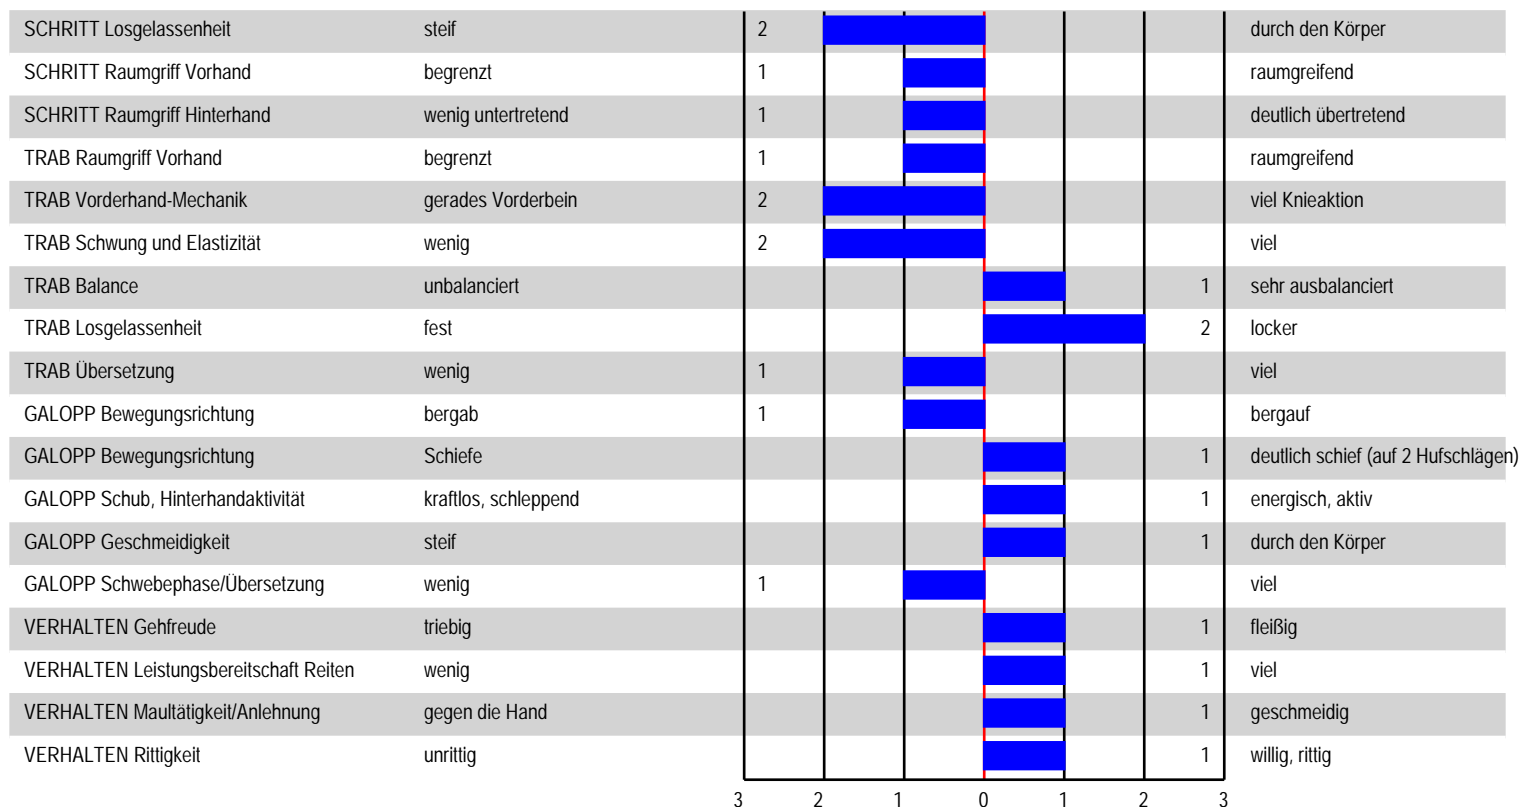 SCHRITT Losgelassenheit steif 2 durch den Körper
SCHRITT Raumgriff Vorhand begrenzt 1 raumgreifend
SCHRITT Raumgriff Hinterhand wenig untertretend 1 deutlich übertretend
TRAB Raumgriff Vorhand begrenzt 1 raumgreifend
TRAB Vorderhand-Mechanik gerades Vorderbein 2 viel Knieaktion
TRAB Schwung und Elastizität wenig 2 viel
TRAB Balance unbalanciert 1 sehr ausbalanciert
TRAB Losgelassenheit fest 2 locker
TRAB Übersetzung wenig 1 viel
GALOPP Bewegungsrichtung bergab 1 bergauf
GALOPP Bewegungsrichtung Schiefe 1 deutlich schief (auf 2 Hufschlägen)
GALOPP Schub, Hinterhandaktivität kraftlos, schleppend 1 energisch, aktiv
GALOPP Geschmeidigkeit steif 1 durch den Körper
GALOPP Schwebephase/Übersetzung wenig 1 viel
VERHALTEN Gehfreude triebig 1 fleißig
VERHALTEN Leistungsbereitschaft Reiten wenig 1 viel
VERHALTEN Maultätigkeit/Anlehnung gegen die Hand 1 geschmeidig
VERHALTEN Rittigkeit unrittig 1 willig, rittig
3 2 1 0 1 2 3